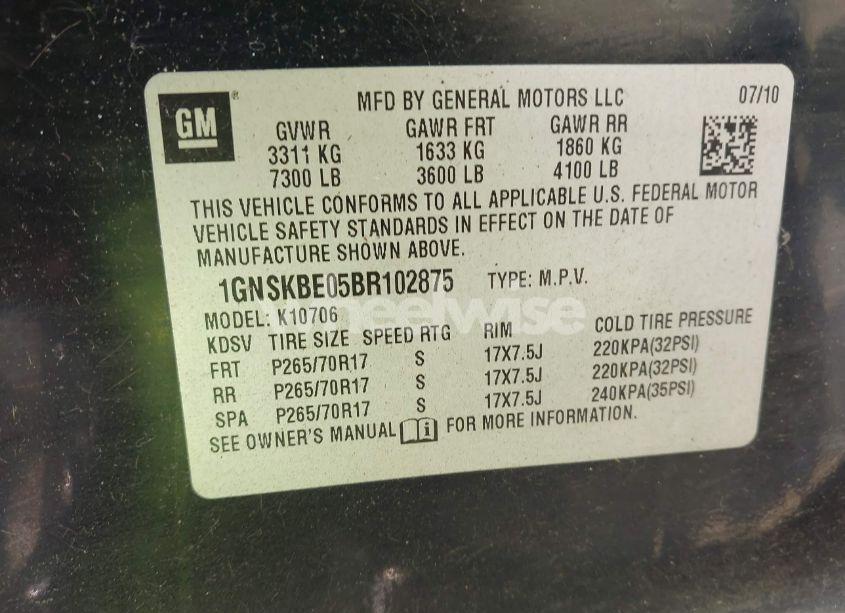 GM
MFD BY GENERAL MOTORS LLC 07/10
GVWR GAWR FRT GAWR RR
3311 KG 1633 KG 1860 KG
7300 LB 3600 LB 4100 LB
THIS VEHICLE CONFORMS TO ALL APPLICABLE U.S. FEDERAL MOTOR
VEHICLE SAFETY STANDARDS IN EFFECT ON THE DATE OF
MANUFACTURE SHOWN ABOVE.
1GNSKBE05BR102875 TYPE: M.P.V.
wheelwise
MODEL: K10706
KDSV TIRE SIZE SPEED RTG RIM COLD TIRE PRESSURE
FRT P265/70R17 S 17X7.5J 220KPA(32PSI)
RR P265/70R17 S 17X7.5J 220KPA(32PSI)
SPA P265/70R17 S 17X7.5J 240KPA(35PSI)
SEE OWNER'S MANUAL i FOR MORE INFORMATION.